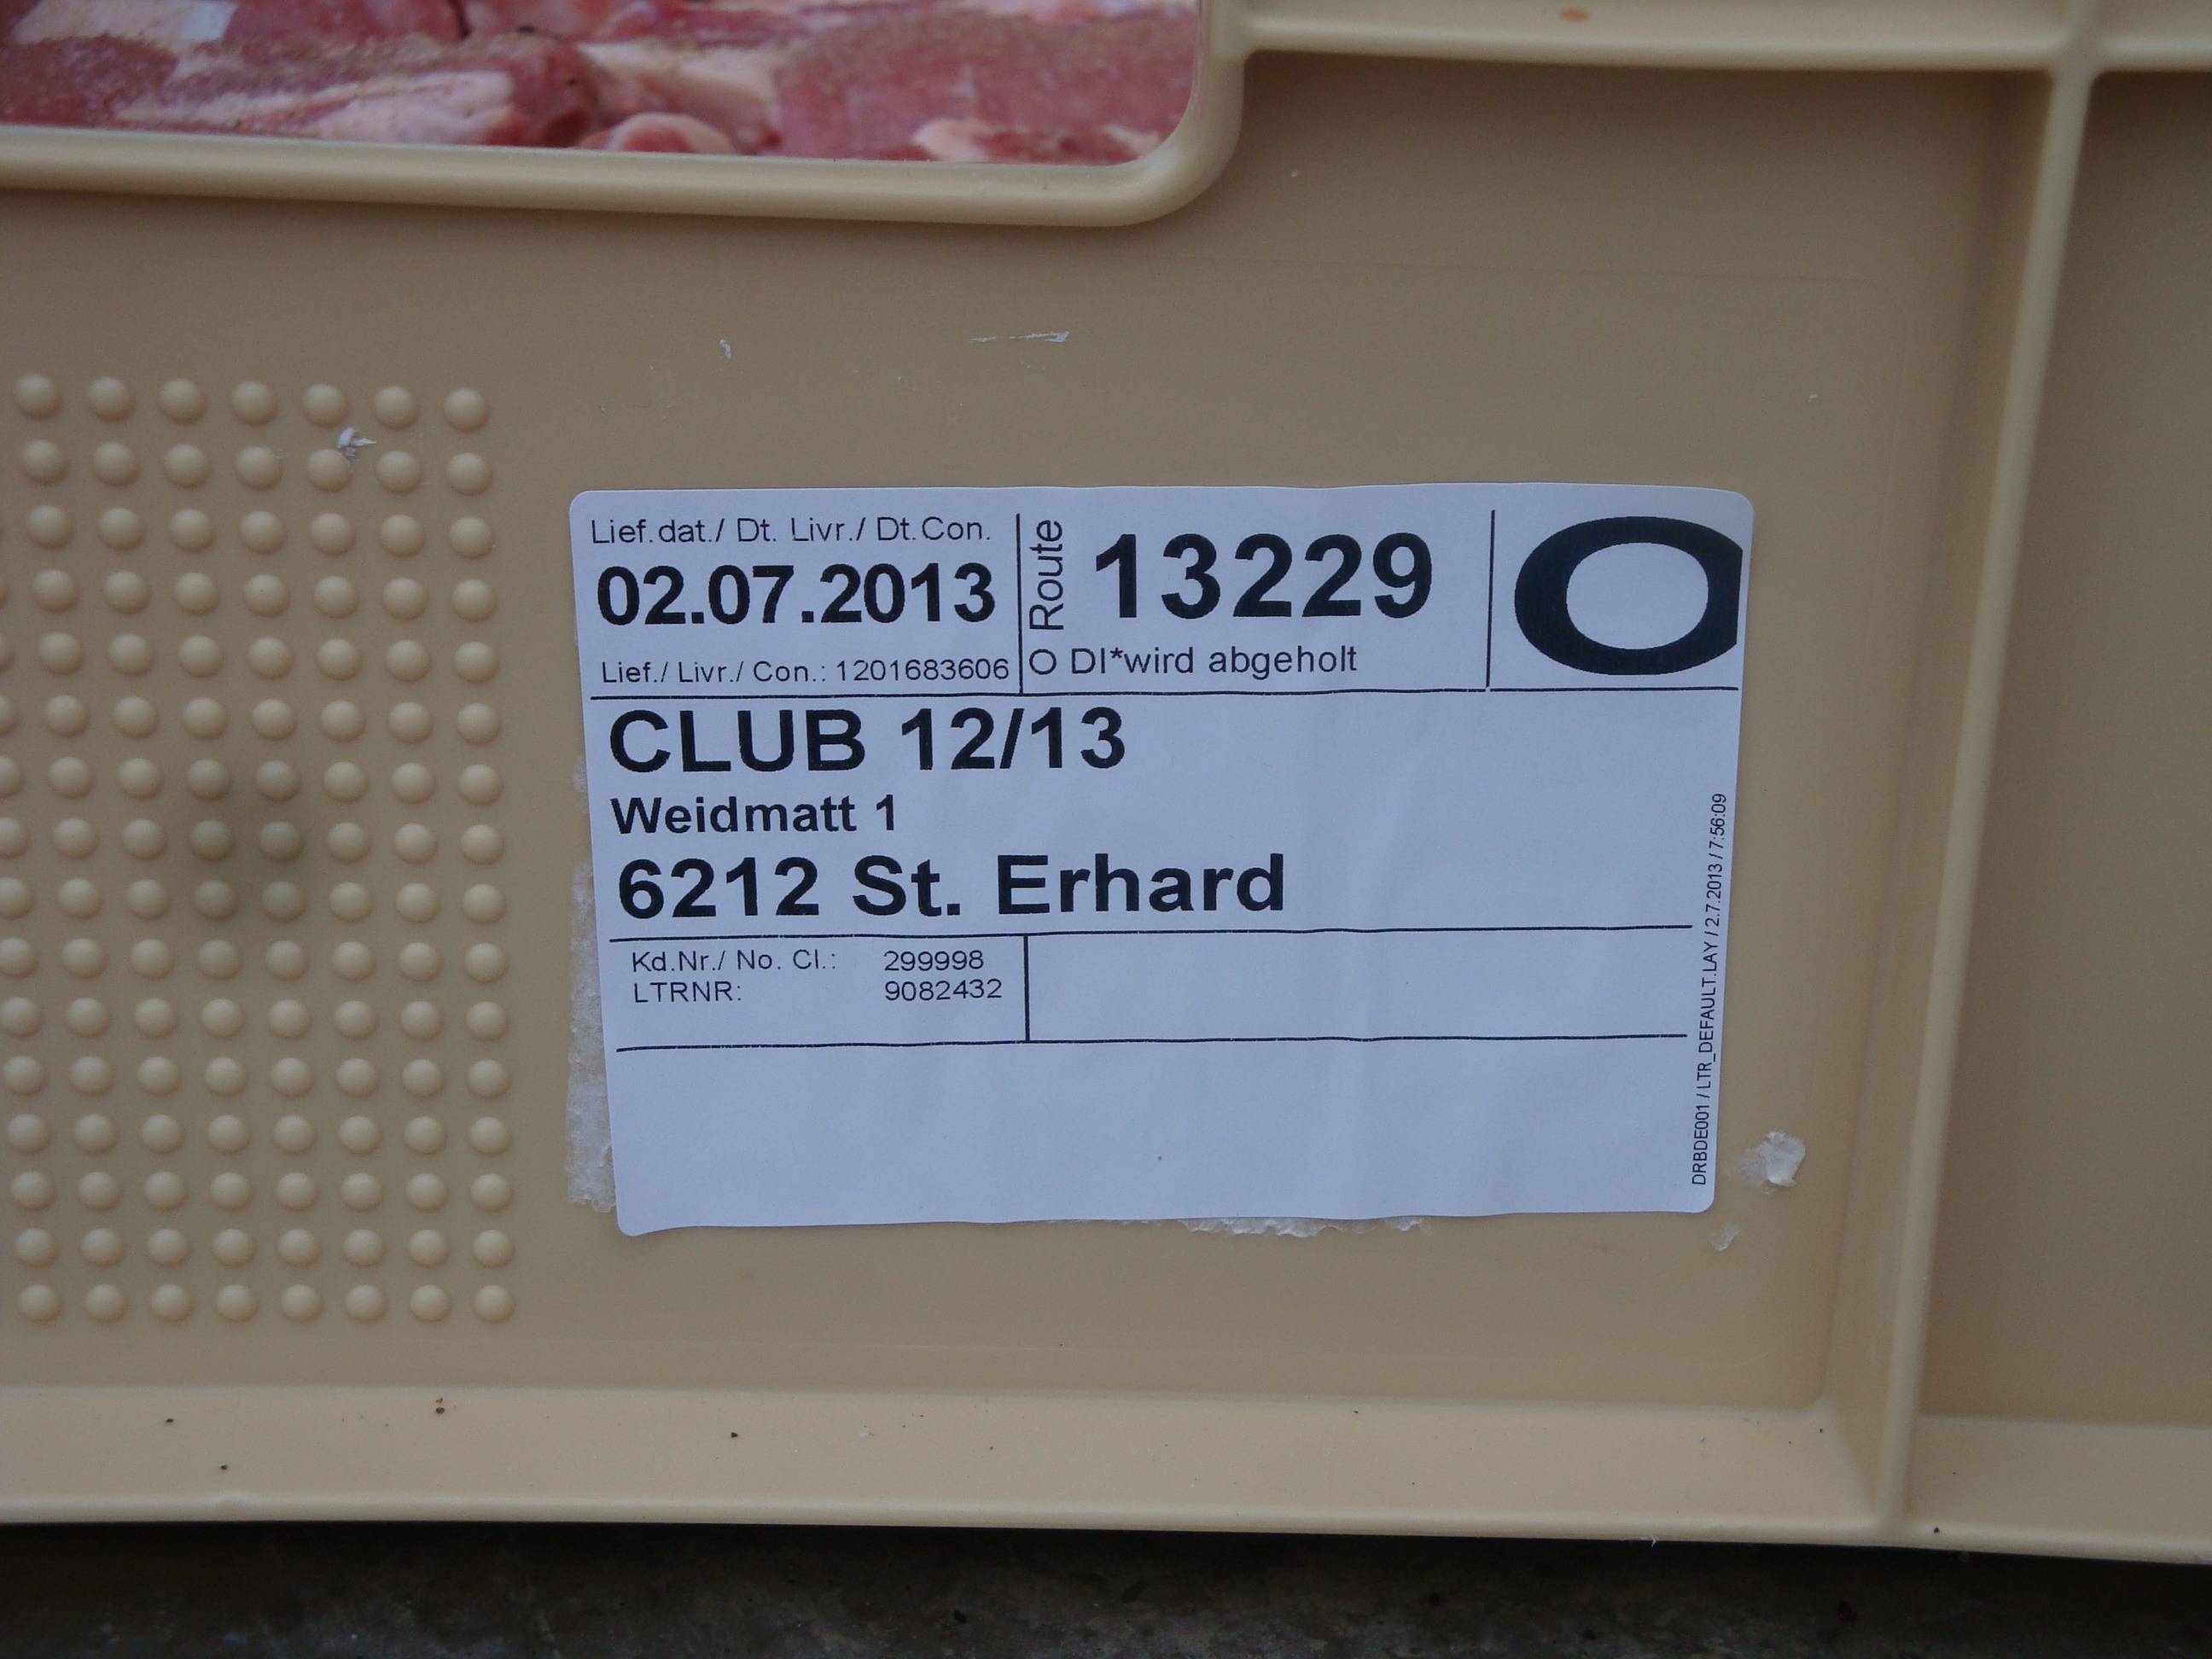 Lief.dat./ Dt. Livr./ Dt.Con.
02.07.2013
Lief./ Livr./ Con.: 1201683606
Route
13229
O DI*wird abgeholt
O
CLUB 12/13
Weidmatt 1
6212 St. Erhard
Kd.Nr./ No. Cl.: 299998
LTRNR: 9082432
DRBDE001 / LTR_DEFAULT.LAY / 2.7.2013 / 7:56:09